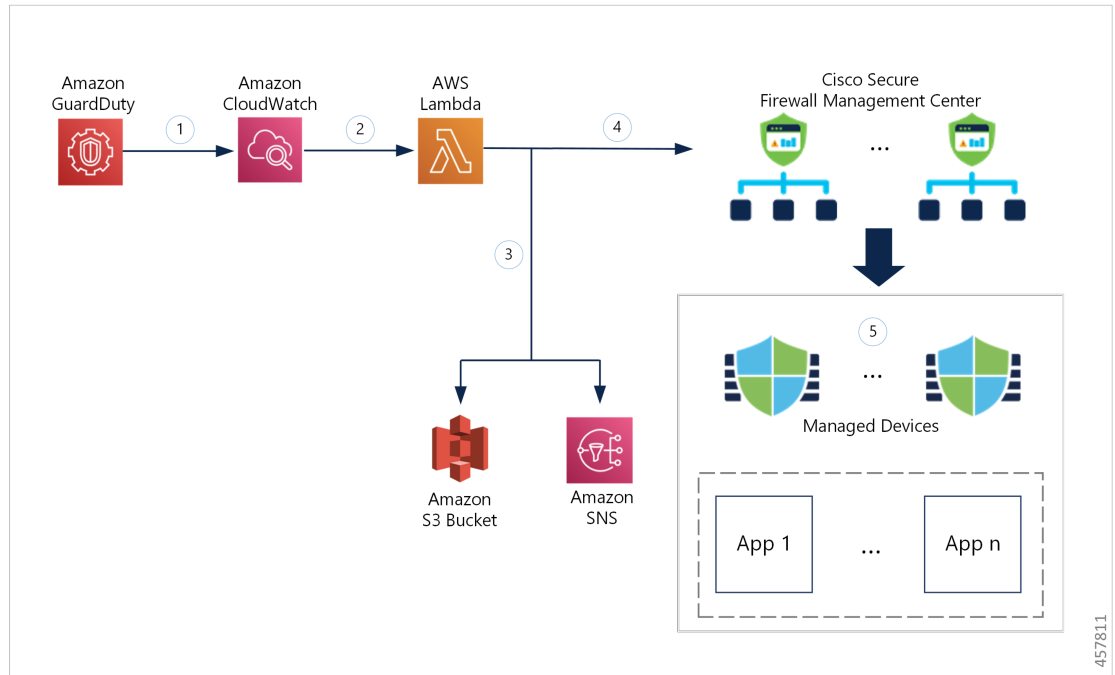 Amazon
GuardDuty
1
Amazon
CloudWatch
2
AWS
Lambda
4
Cisco Secure
Firewall Management Center
...
3
5
...
Managed Devices
Amazon
S3 Bucket
Amazon
SNS
App 1
...
App n
457811